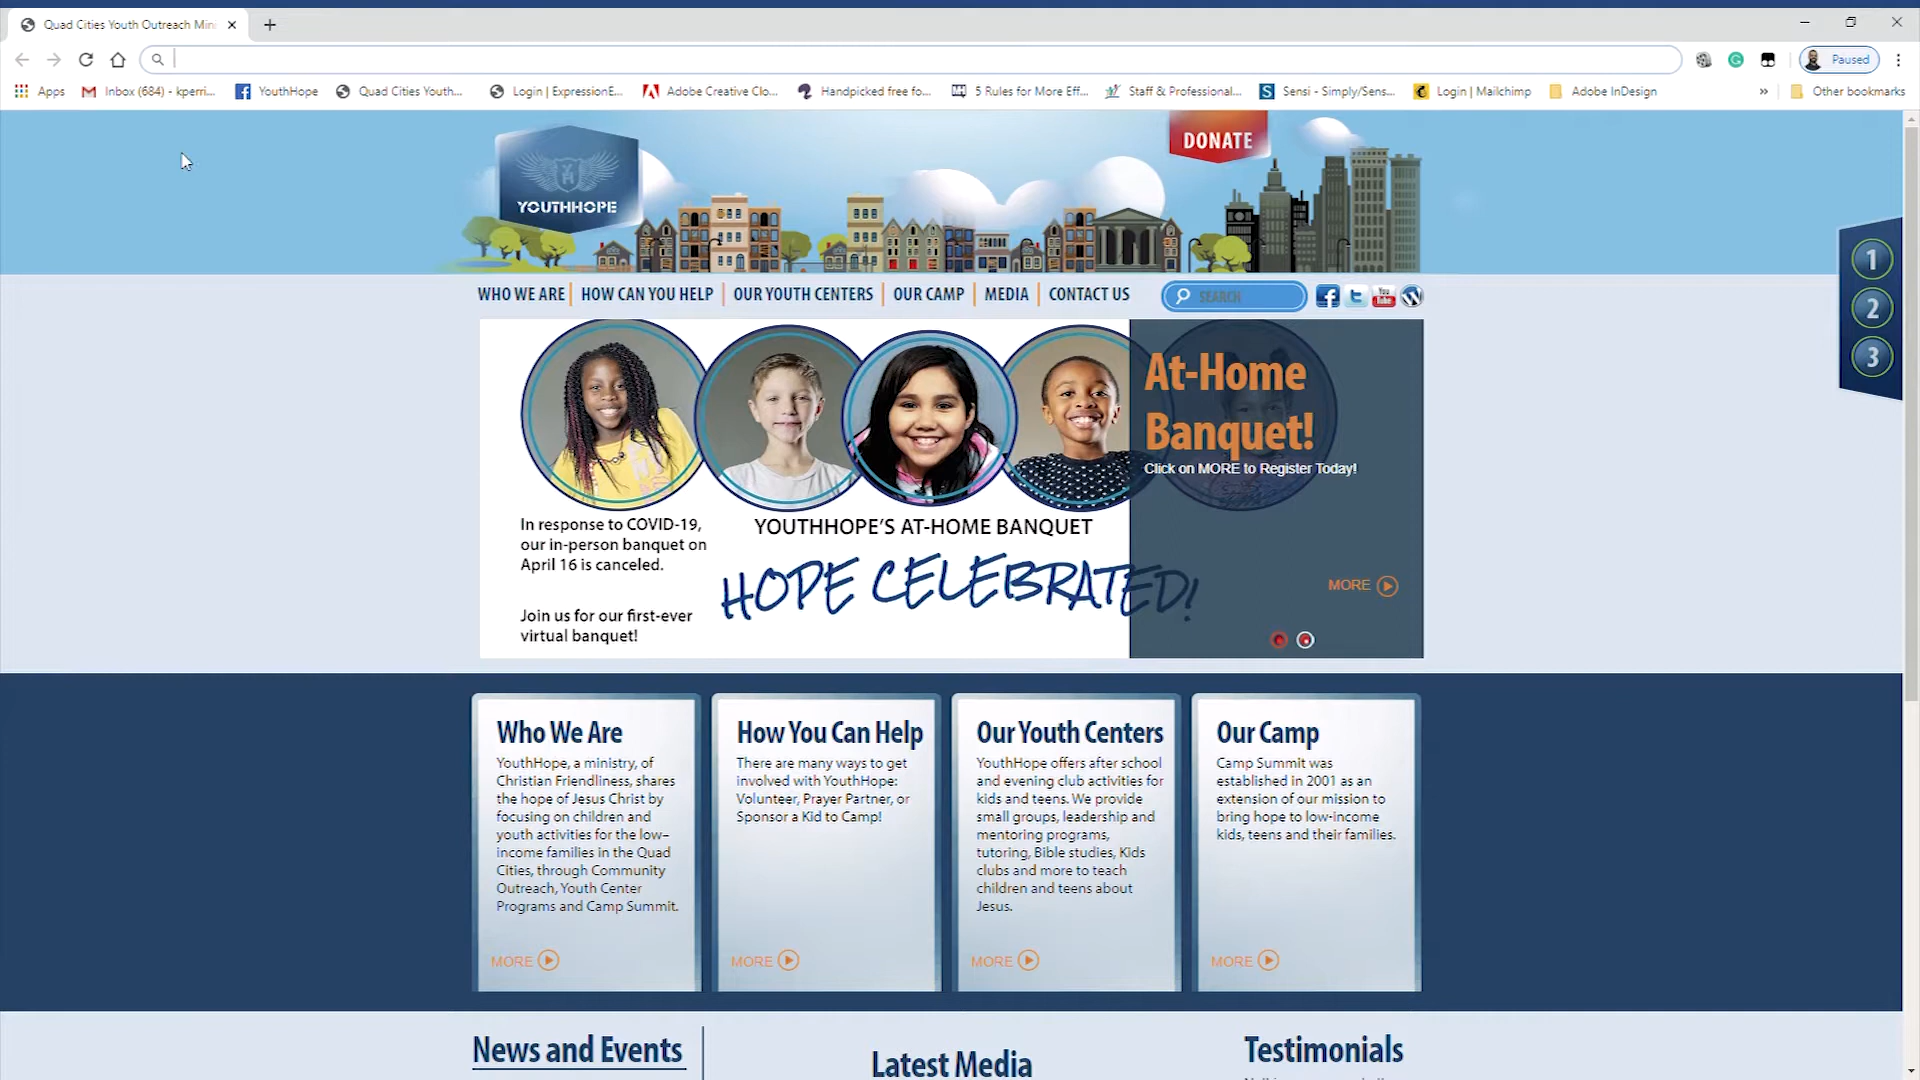 Quad Cities Youth Outreach Min
Paused
Apps
Inbox (684) - kperri...
YouthHope
Quad Cities Youth...
Login | ExpressionE...
Adobe Creative Clo...
Handpicked free fo...
5 Rules for More Eff...
Staff & Professional...
Sensi - Simply/Sens...
Login | Mailchimp
Adobe InDesign
»
Other bookmarks
YH
YOUTHHOPE
DONATE
WHO WE ARE
HOW CAN YOU HELP
OUR YOUTH CENTERS
OUR CAMP
MEDIA
CONTACT US
SEARCH
You Tube
1
2
3
In response to COVID-19,
our in-person banquet on
April 16 is canceled.
Join us for our first-ever
virtual banquet!
YOUTHHOPE'S AT-HOME BANQUET
HOPE CELEBRATED!
At-Home
Banquet!
Click on MORE to Register Today!
MORE
Who We Are
YouthHope, a ministry, of
Christian Friendliness, shares
the hope of Jesus Christ by
focusing on children and
youth activities for the low–
income families in the Quad
Cities, through Community
Outreach, Youth Center
Programs and Camp Summit.
MORE
How You Can Help
There are many ways to get
involved with YouthHope:
Volunteer, Prayer Partner, or
Sponsor a Kid to Camp!
MORE
Our Youth Centers
YouthHope offers after school
and evening club activities for
kids and teens. We provide
small groups, leadership and
mentoring programs,
tutoring, Bible studies, Kids
clubs and more to teach
children and teens about
Jesus.
MORE
Our Camp
Camp Summit was
established in 2001 as an
extension of our mission to
bring hope to low-income
kids, teens and their families.
MORE
News and Events
Latest Media
Testimonials